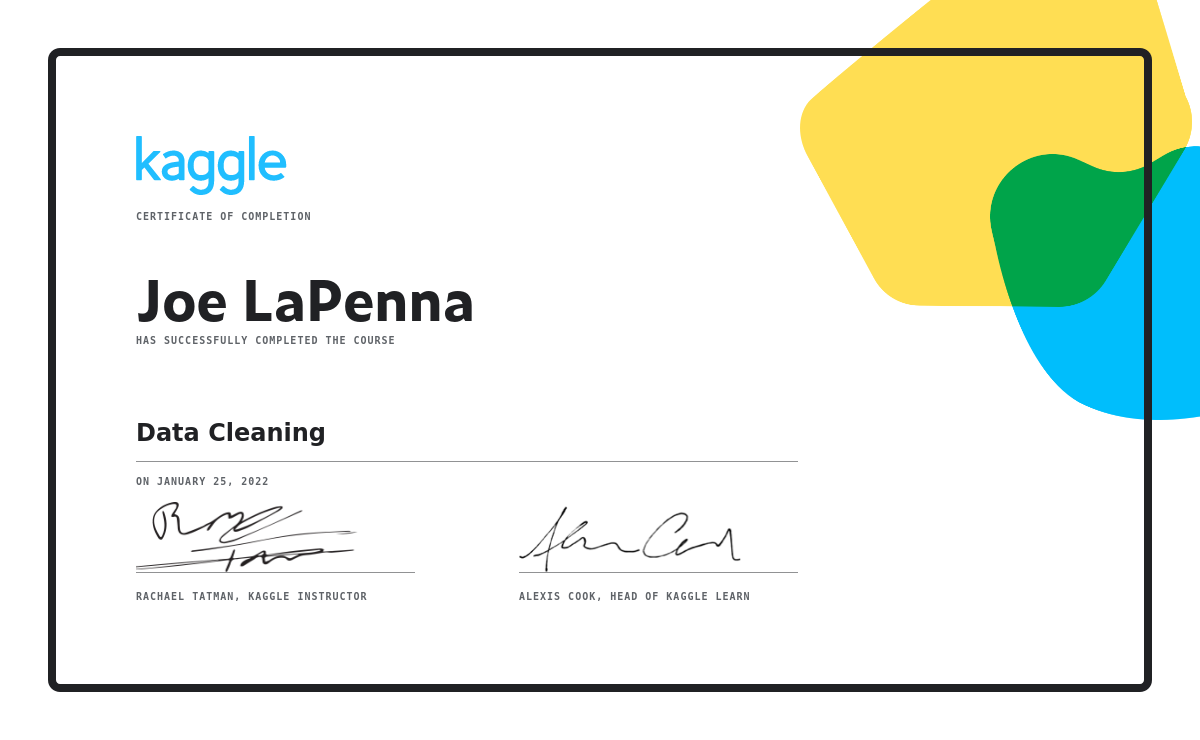 kaggle
CERTIFICATE OF COMPLETION
Joe LaPenna
HAS SUCCESSFULLY COMPLETED THE COURSE
Data Cleaning
ON JANUARY 25, 2022
RACHAEL TATMAN, KAGGLE INSTRUCTOR
ALEXIS COOK, HEAD OF KAGGLE LEARN